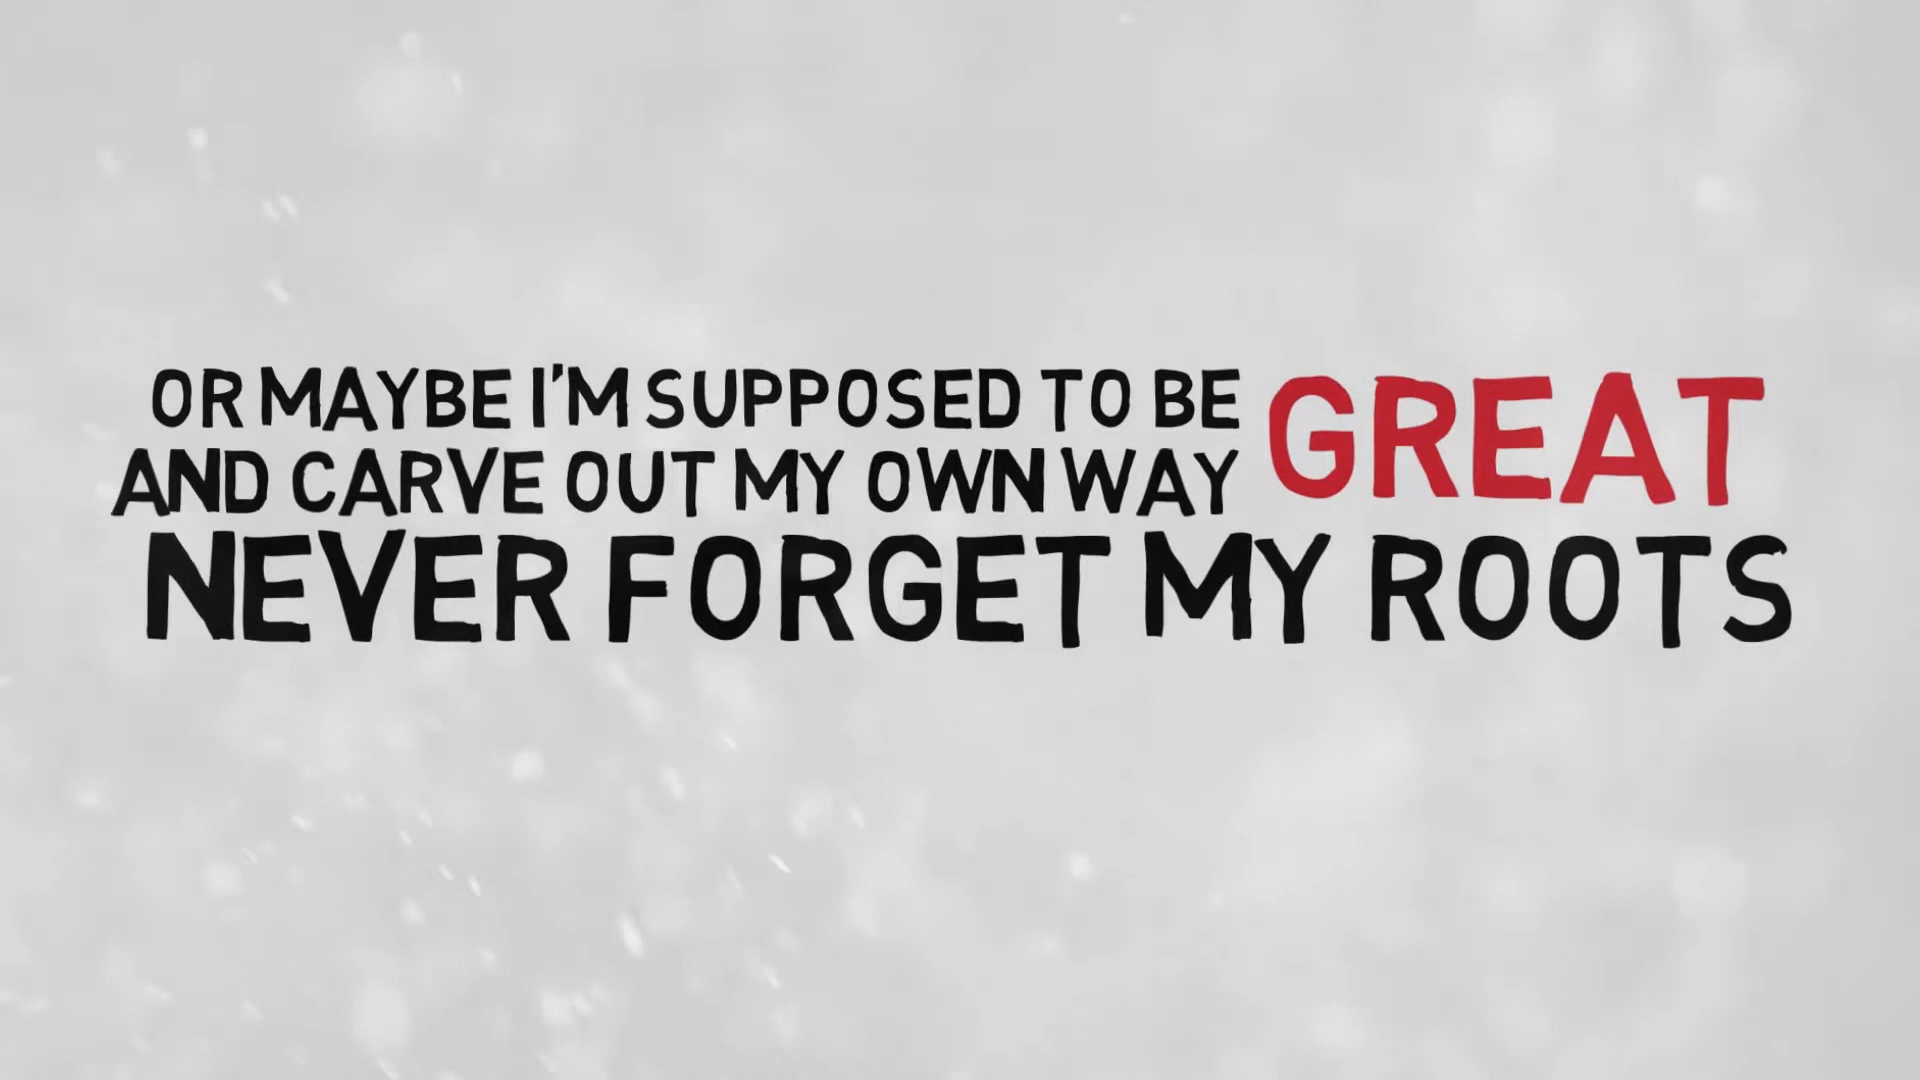 OR MAYBE I'M SUPPOSED TO BE GREAT
AND CARVE OUT MY OWN WAY
NEVER FORGET MY ROOTS